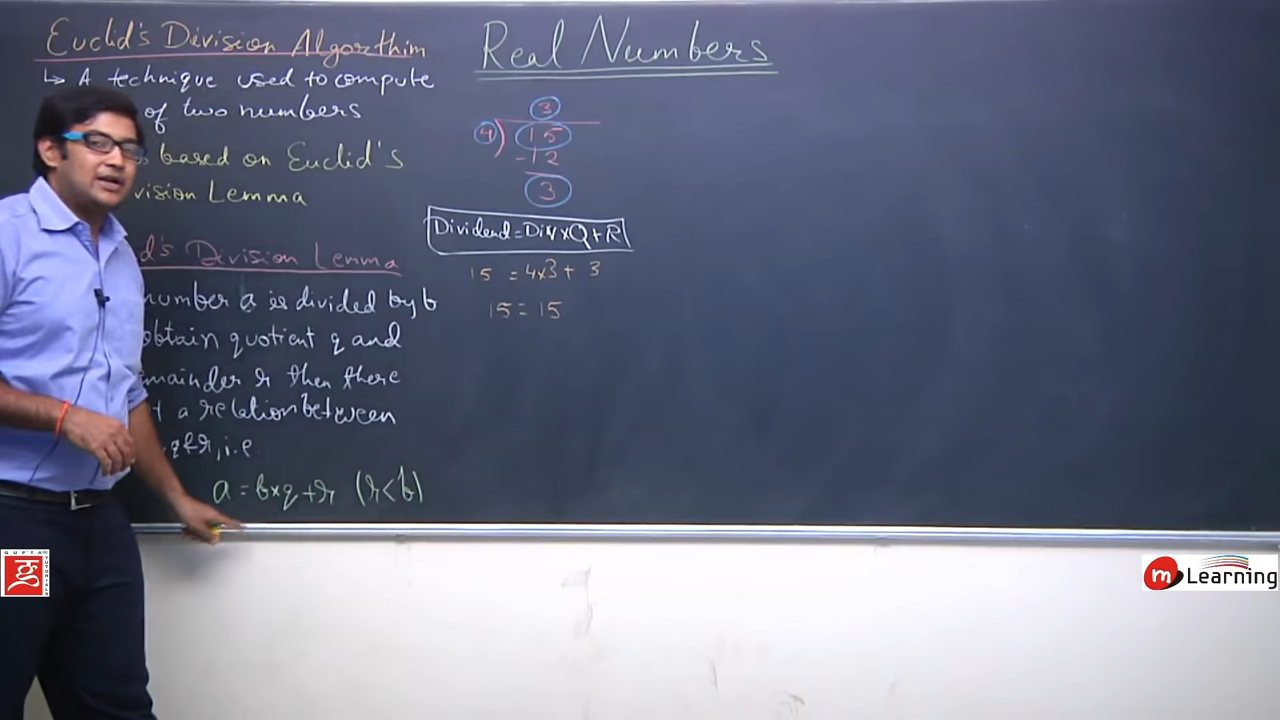 Euclid's Division Algorthim
↳ A technique used to compute
of two numbers
based on Euclid's
vision Lemma
d's Division Lemma
number a is divided by b
obtain quotient q and
mainder r then there
a relation between
q & r, i.e
a = b×q + r (r < b)
Real Numbers
3
4) 15
-12
3
Dividend = Div × Q + R
15 = 4×3 + 3
15 = 15
GUPTA
TUTORIALS
m Learning